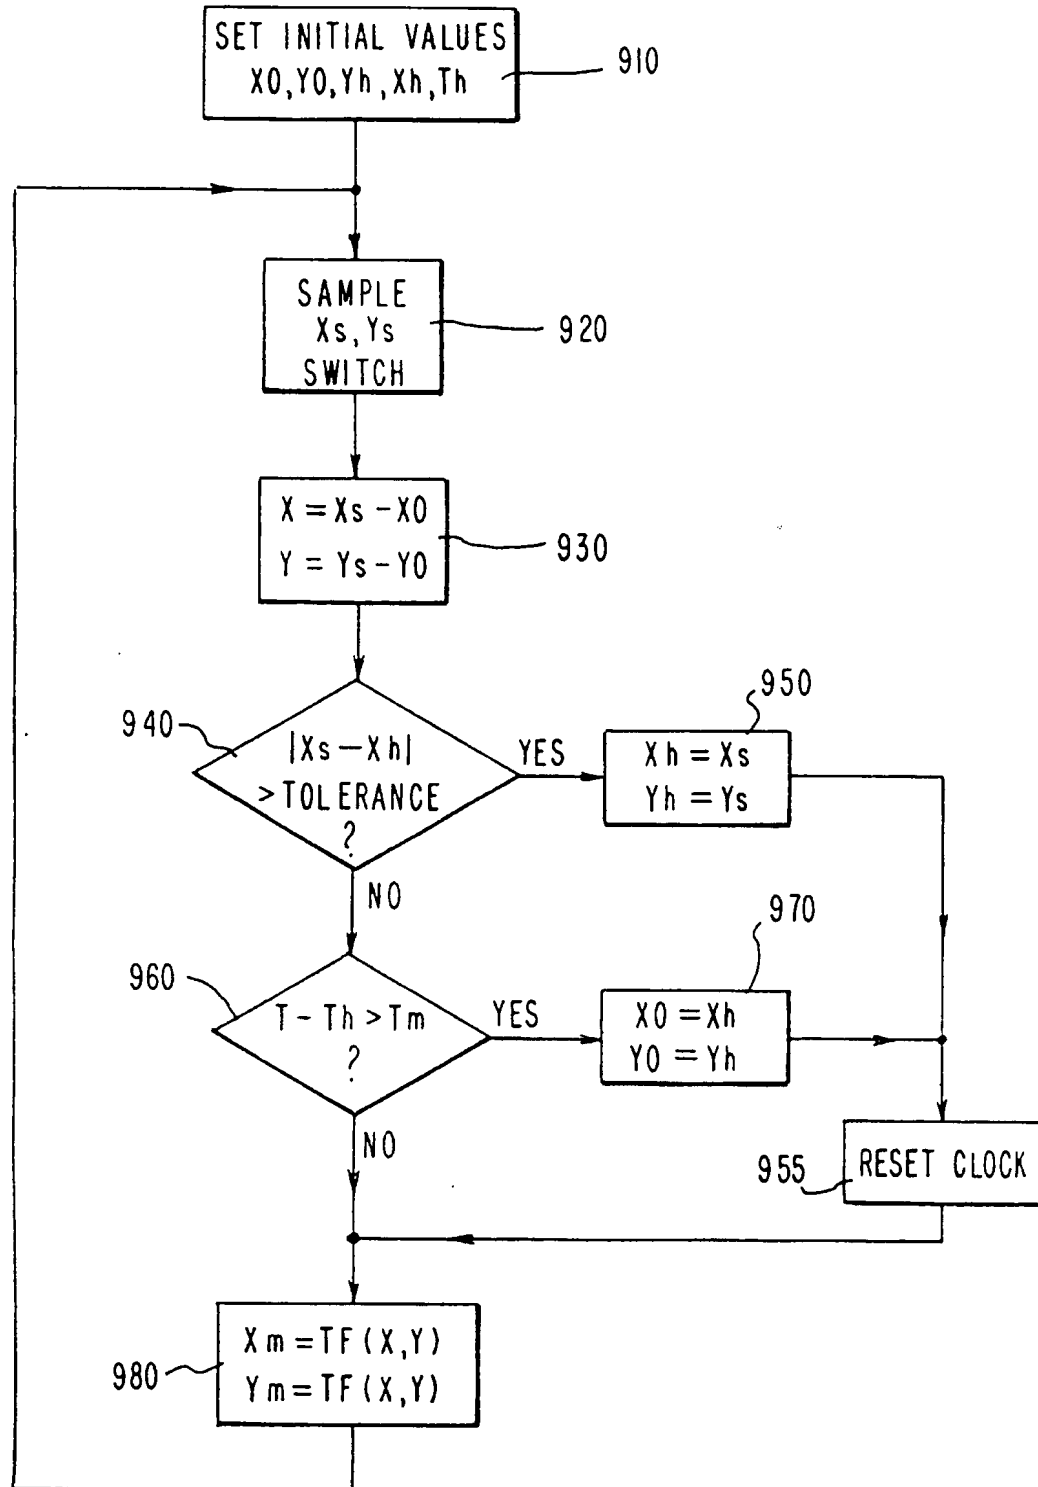 SET INITIAL VALUES
X0,Y0,Yh,Xh,Th
910
SAMPLE
Xs,Ys
SWITCH
920
X = Xs - X0
Y = Ys - Y0
930
940
|Xs - Xh|
> TOLERANCE
?
YES
950
Xh = Xs
Yh = Ys
NO
960
T - Th > Tm
?
YES
970
X0 = Xh
Y0 = Yh
NO
955
RESET CLOCK
980
Xm = TF (X,Y)
Ym = TF (X,Y)